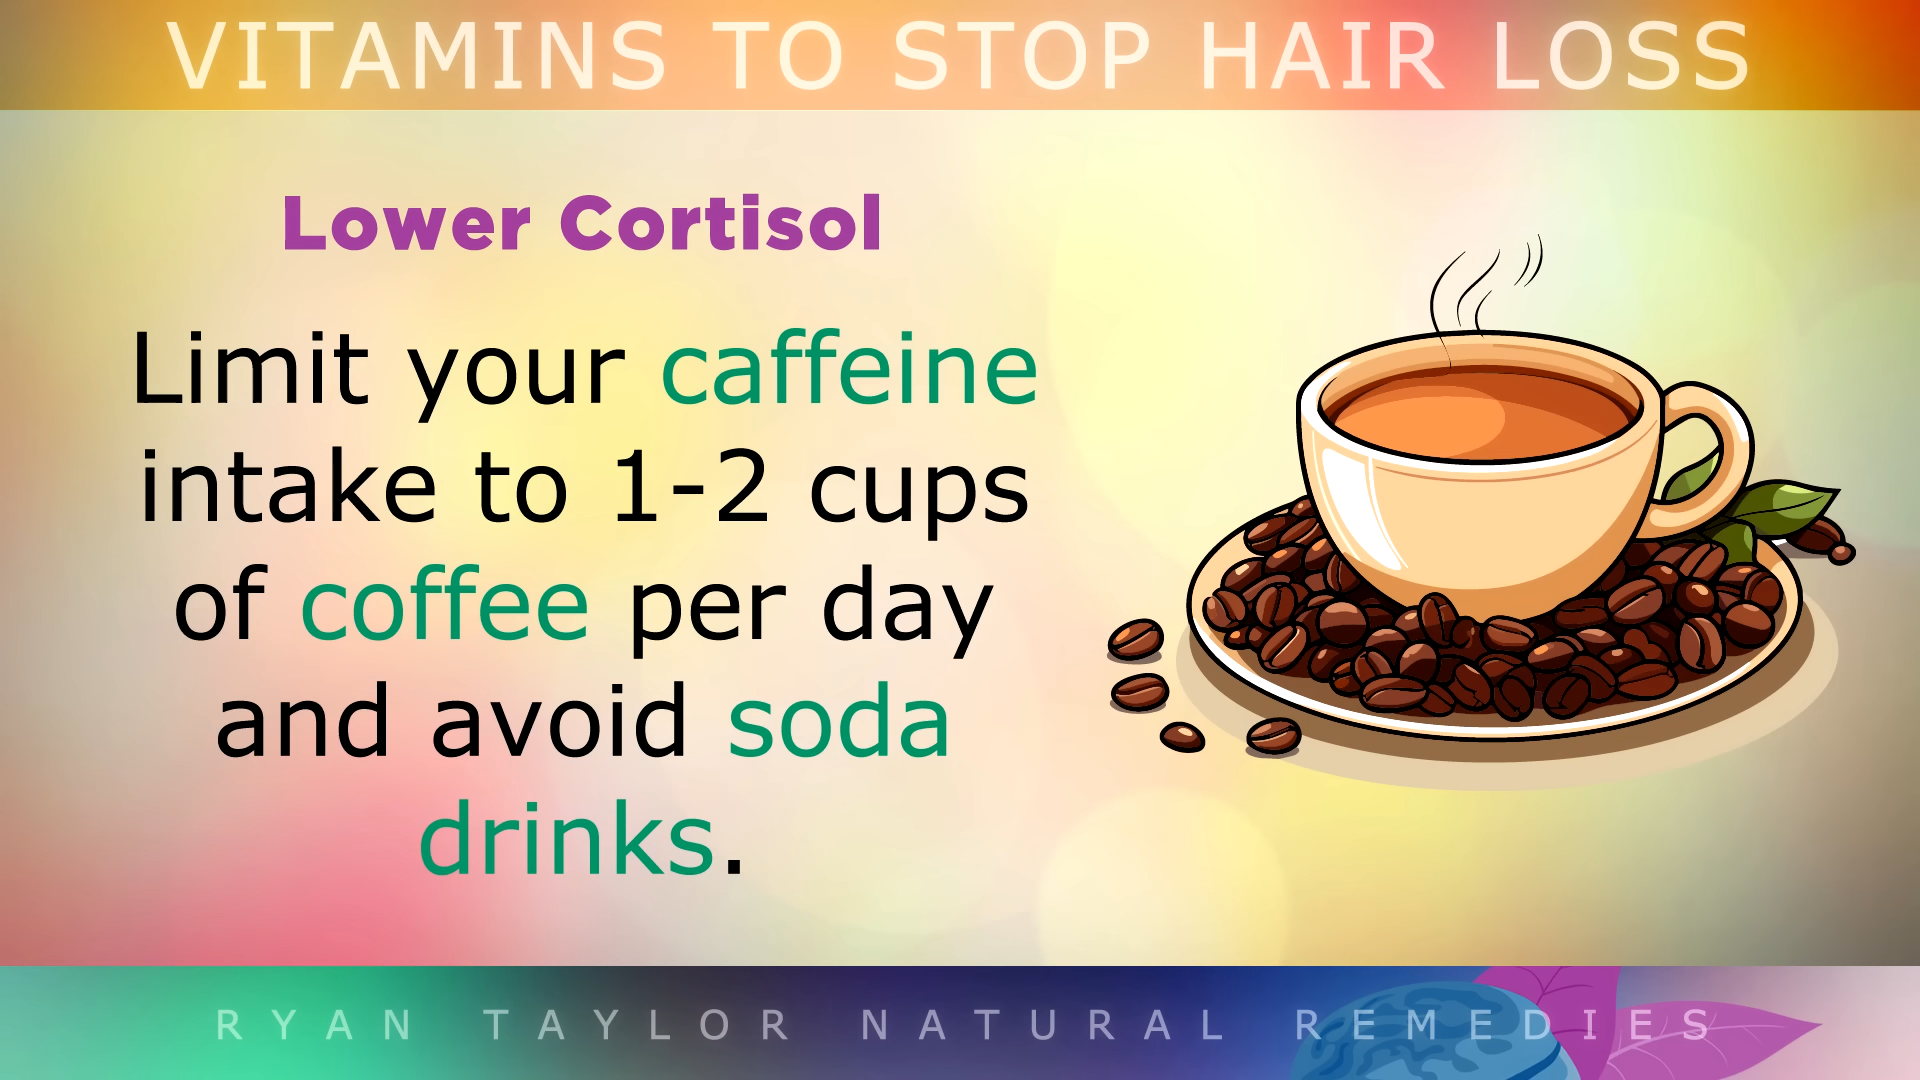 VITAMINS TO STOP HAIR LOSS
Lower Cortisol
Limit your caffeine
intake to 1-2 cups
of coffee per day
and avoid soda
drinks.
RYAN TAYLOR NATURAL REMEDIES